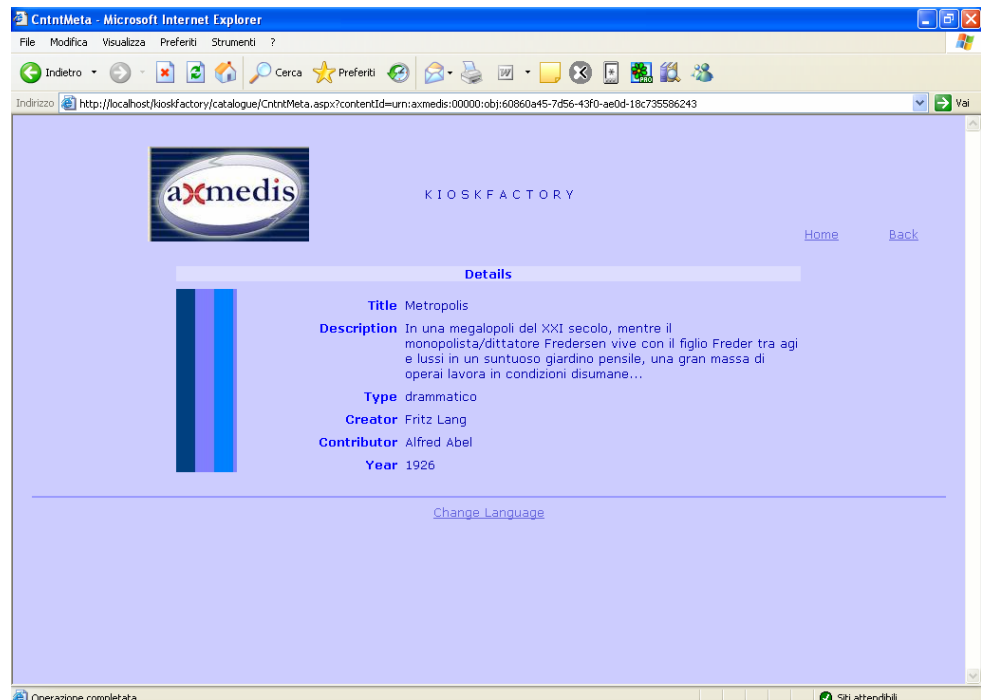 CntntMeta - Microsoft Internet Explorer
File Modifica Visualizza Preferiti Strumenti ?
Indietro Cerca Preferiti
Indirizzo http://localhost/kioskfactory/catalogue/CntntMeta.aspx?contentId=urn:axmedis:00000:obj:60860a45-7d56-43f0-ae0d-18c735586243 Vai
axmedis
KIOSKFACTORY
Home Back
Details
Title Metropolis
Description In una megalopoli del XXI secolo, mentre il
monopolista/dittatore Fredersen vive con il figlio Freder tra agi
e lussi in un suntuoso giardino pensile, una gran massa di
operai lavora in condizioni disumane...
Type drammatico
Creator Fritz Lang
Contributor Alfred Abel
Year 1926
Change Language
Operazione completata Siti attendibili